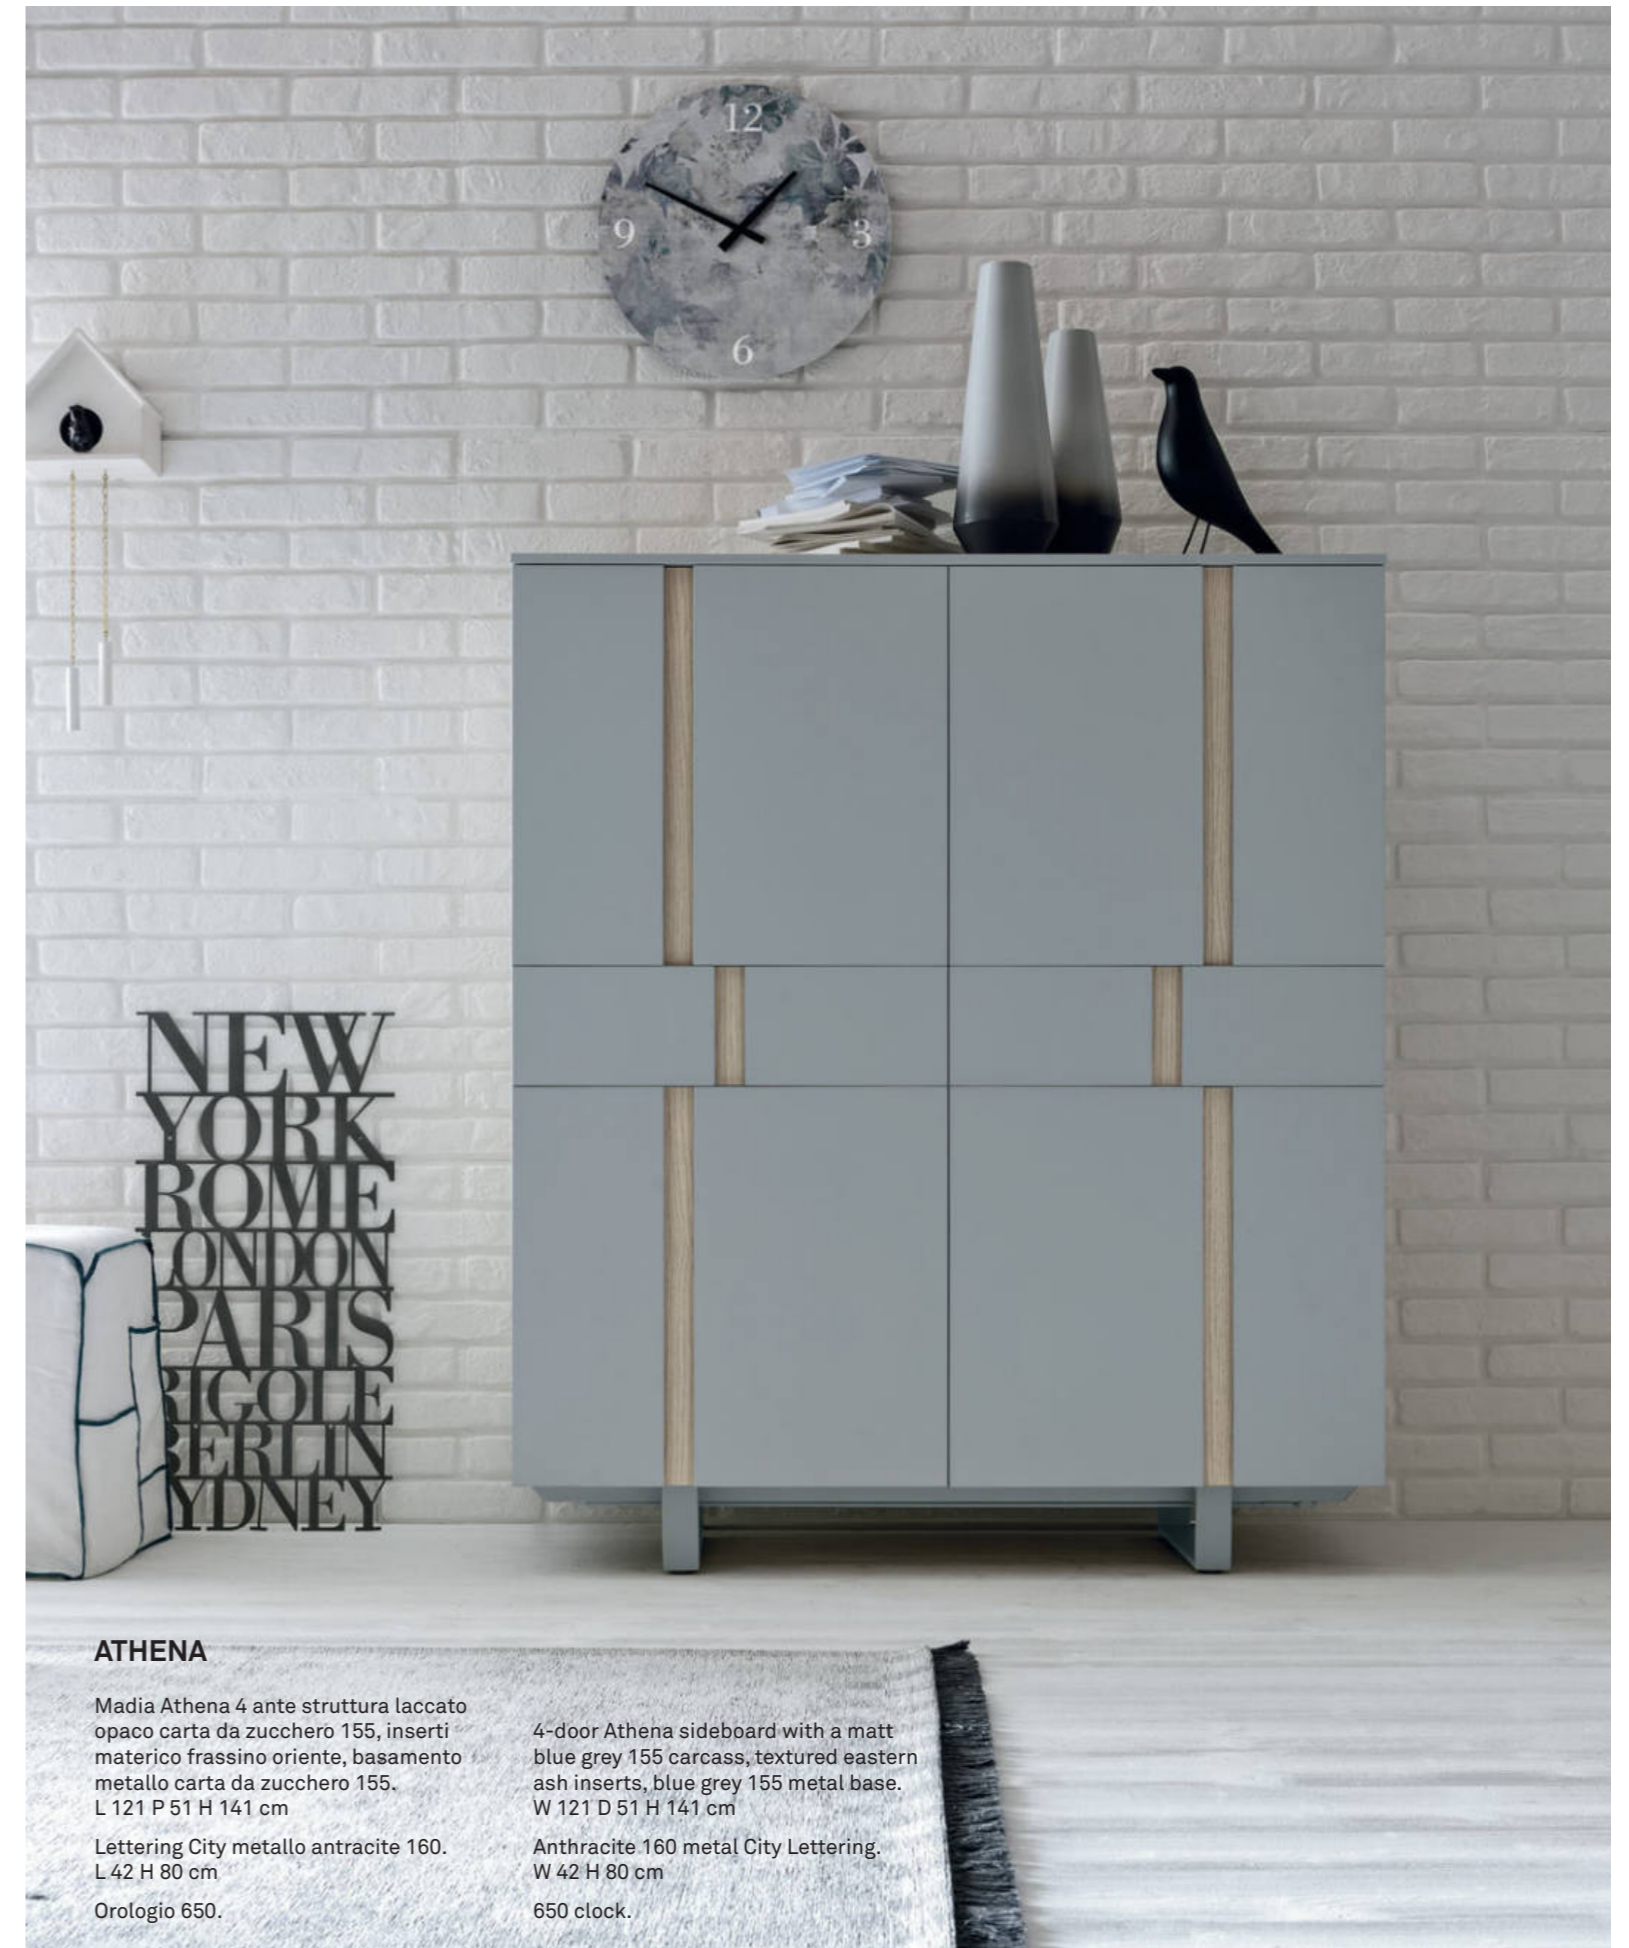 12
9
3
6
NEW
YORK
ROME
LONDON
PARIS
RIGOLE
BERLIN
YDNEY
ATHENA
Madia Athena 4 ante struttura laccato
opaco carta da zucchero 155, inserti
materico frassino oriente, basamento
metallo carta da zucchero 155.
L 121 P 51 H 141 cm
Lettering City metallo antracite 160.
L 42 H 80 cm
Orologio 650.
4-door Athena sideboard with a matt
blue grey 155 carcass, textured eastern
ash inserts, blue grey 155 metal base.
W 121 D 51 H 141 cm
Anthracite 160 metal City Lettering.
W 42 H 80 cm
650 clock.